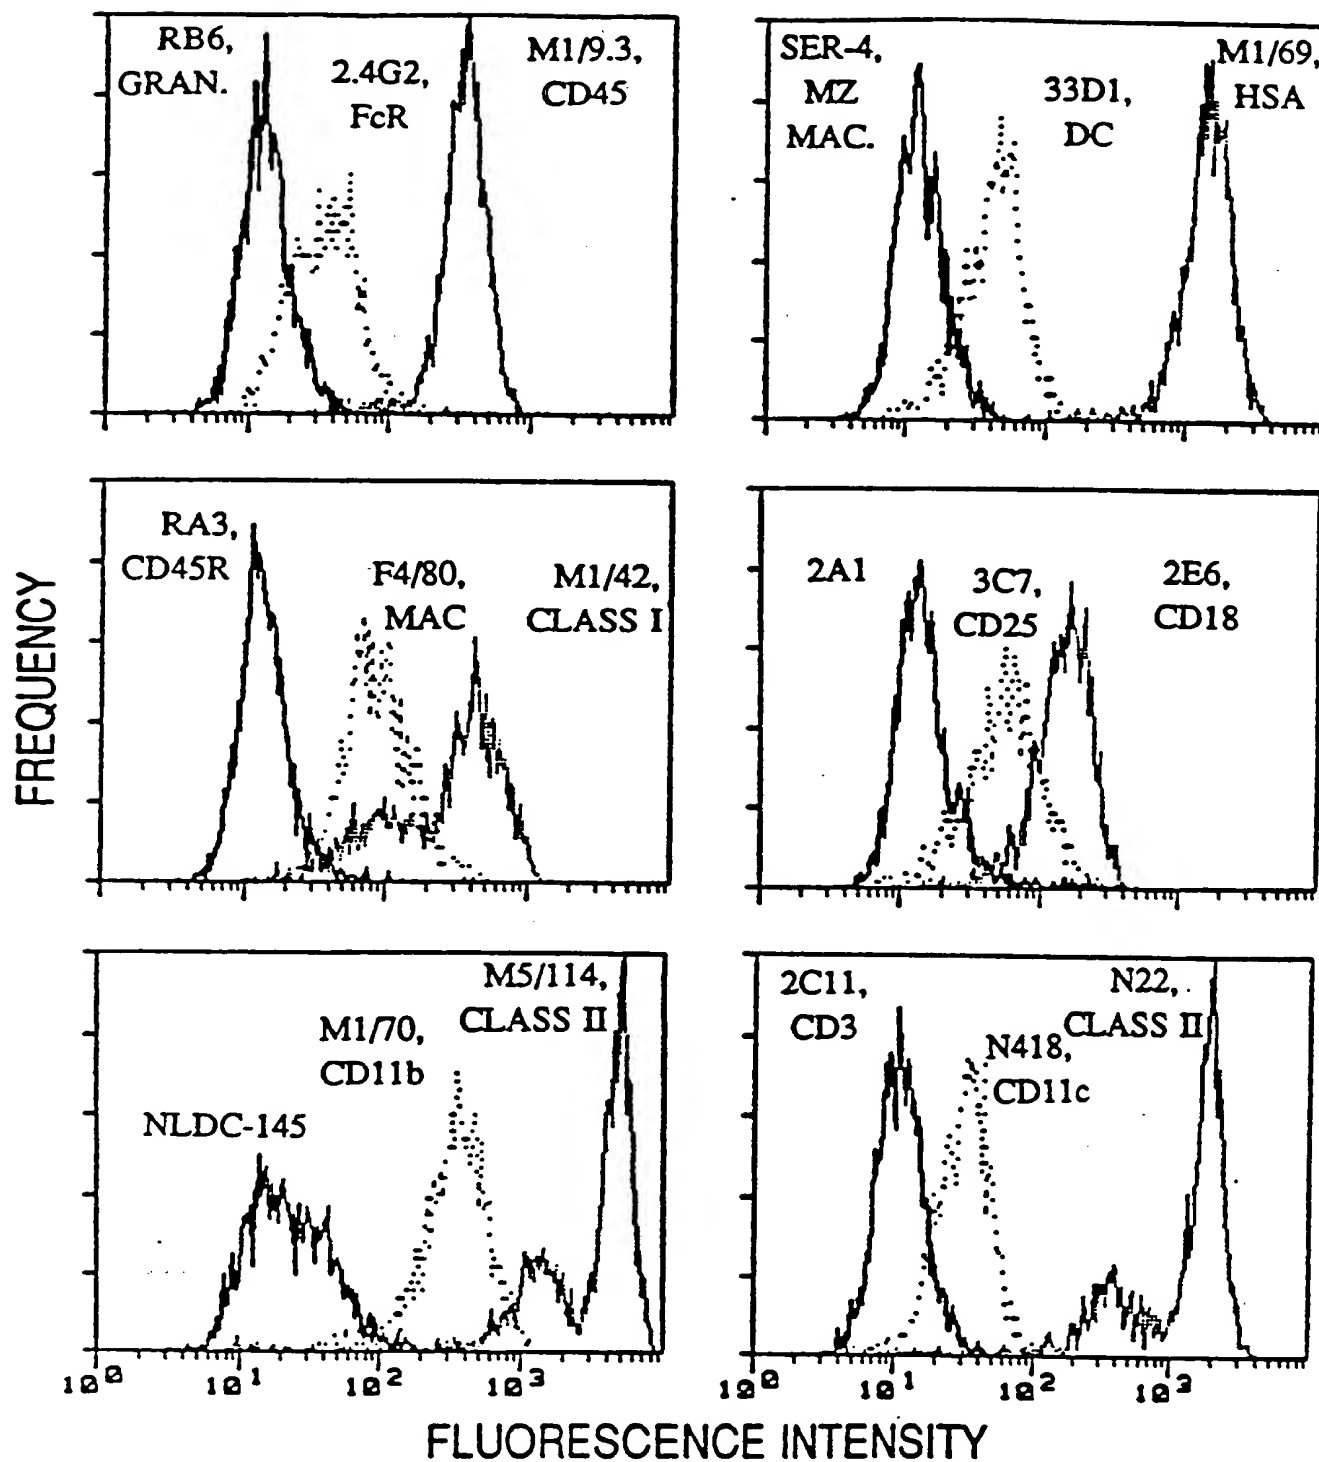 RB6,
GRAN.
2.4G2,
FcR
M1/9.3,
CD45
SER-4,
MZ
MAC.
33D1,
DC
M1/69,
HSA
RA3,
CD45R
F4/80,
MAC
M1/42,
CLASS I
2A1
3C7,
CD25
2E6,
CD18
FREQUENCY
NLDC-145
M1/70,
CD11b
M5/114,
CLASS II
2C11,
CD3
N418,
CD11c
N22,
CLASS II
10⁰ 10¹ 10² 10³
10⁰ 10¹ 10² 10³
FLUORESCENCE INTENSITY